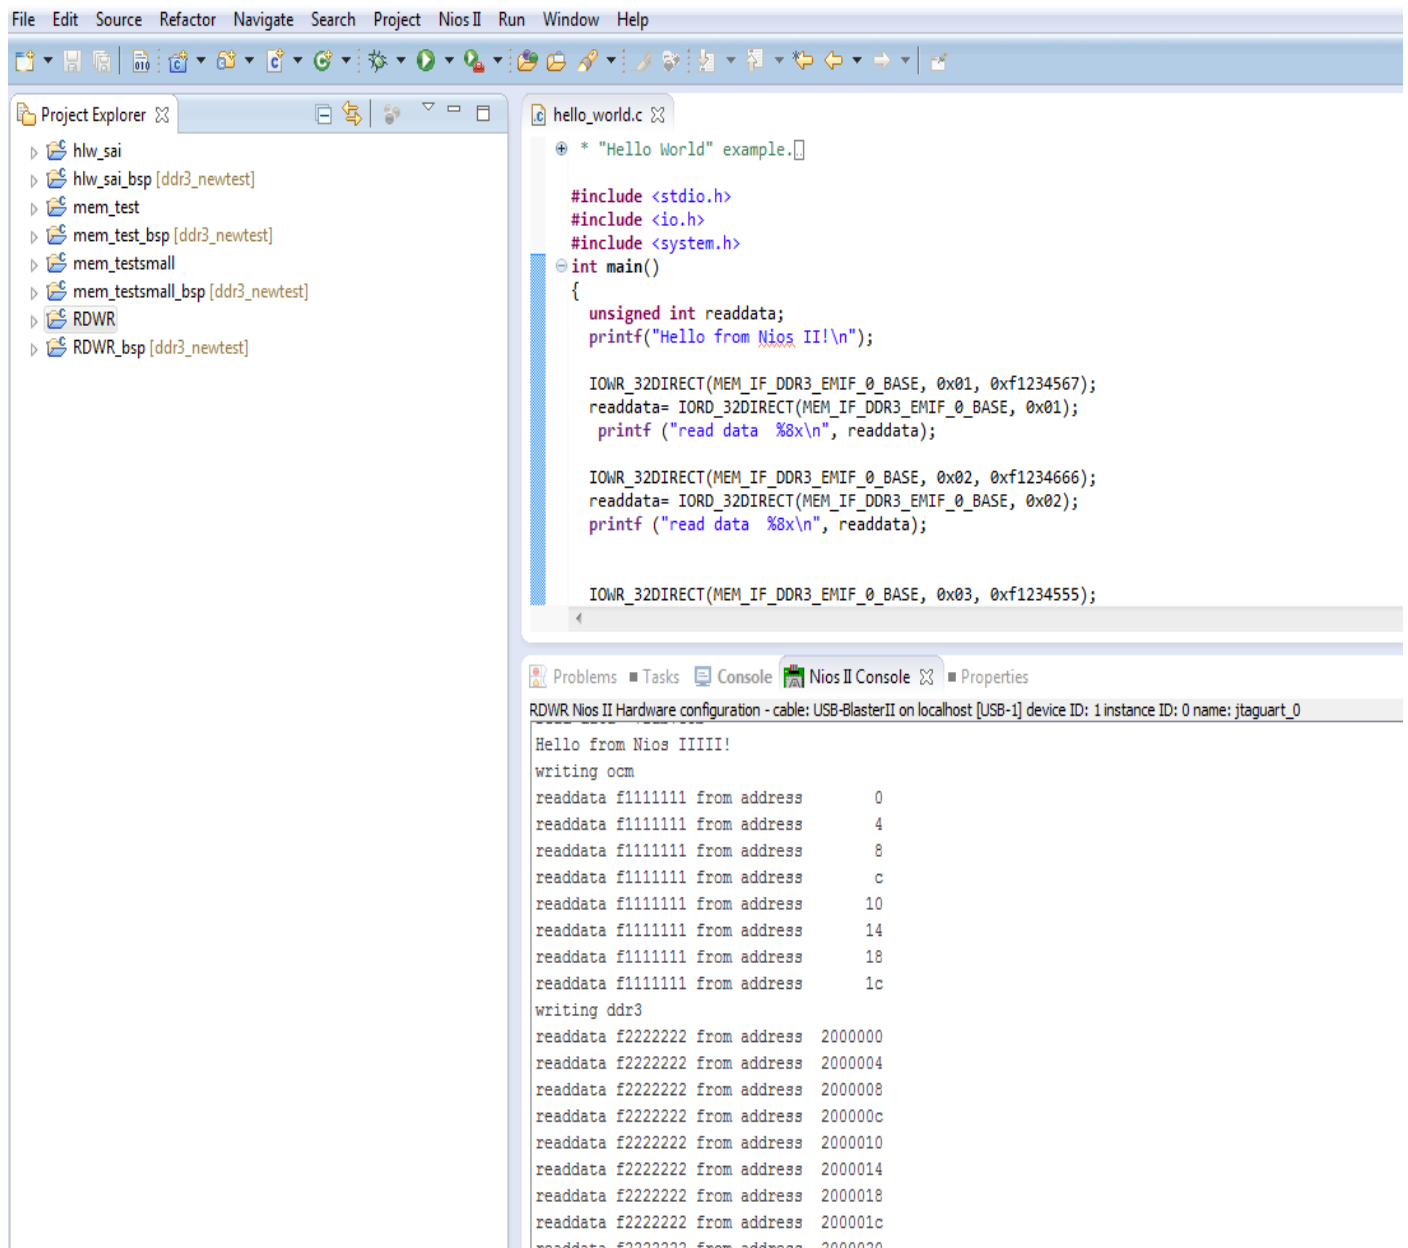 File Edit Source Refactor Navigate Search Project Nios II Run Window Help
Project Explorer
hlw_sai
hlw_sai_bsp [ddr3_newtest]
mem_test
mem_test_bsp [ddr3_newtest]
mem_testsmall
mem_testsmall_bsp [ddr3_newtest]
RDWR
RDWR_bsp [ddr3_newtest]
hello_world.c
* "Hello World" example.
#include <stdio.h>
#include <io.h>
#include <system.h>
int main()
{
unsigned int readdata;
printf("Hello from Nios II!\n");
IOWR_32DIRECT(MEM_IF_DDR3_EMIF_0_BASE, 0x01, 0xf1234567);
readdata= IORD_32DIRECT(MEM_IF_DDR3_EMIF_0_BASE, 0x01);
printf ("read data  %8x\n", readdata);
IOWR_32DIRECT(MEM_IF_DDR3_EMIF_0_BASE, 0x02, 0xf1234666);
readdata= IORD_32DIRECT(MEM_IF_DDR3_EMIF_0_BASE, 0x02);
printf ("read data  %8x\n", readdata);
IOWR_32DIRECT(MEM_IF_DDR3_EMIF_0_BASE, 0x03, 0xf1234555);
Problems Tasks Console Nios II Console Properties
RDWR Nios II Hardware configuration - cable: USB-BlasterII on localhost [USB-1] device ID: 1 instance ID: 0 name: jtaguart_0
Hello from Nios IIIII!
writing ocm
readdata f1111111 from address 0
readdata f1111111 from address 4
readdata f1111111 from address 8
readdata f1111111 from address c
readdata f1111111 from address 10
readdata f1111111 from address 14
readdata f1111111 from address 18
readdata f1111111 from address 1c
writing ddr3
readdata f2222222 from address 2000000
readdata f2222222 from address 2000004
readdata f2222222 from address 2000008
readdata f2222222 from address 200000c
readdata f2222222 from address 2000010
readdata f2222222 from address 2000014
readdata f2222222 from address 2000018
readdata f2222222 from address 200001c
readdata f2222222 from address 2000020